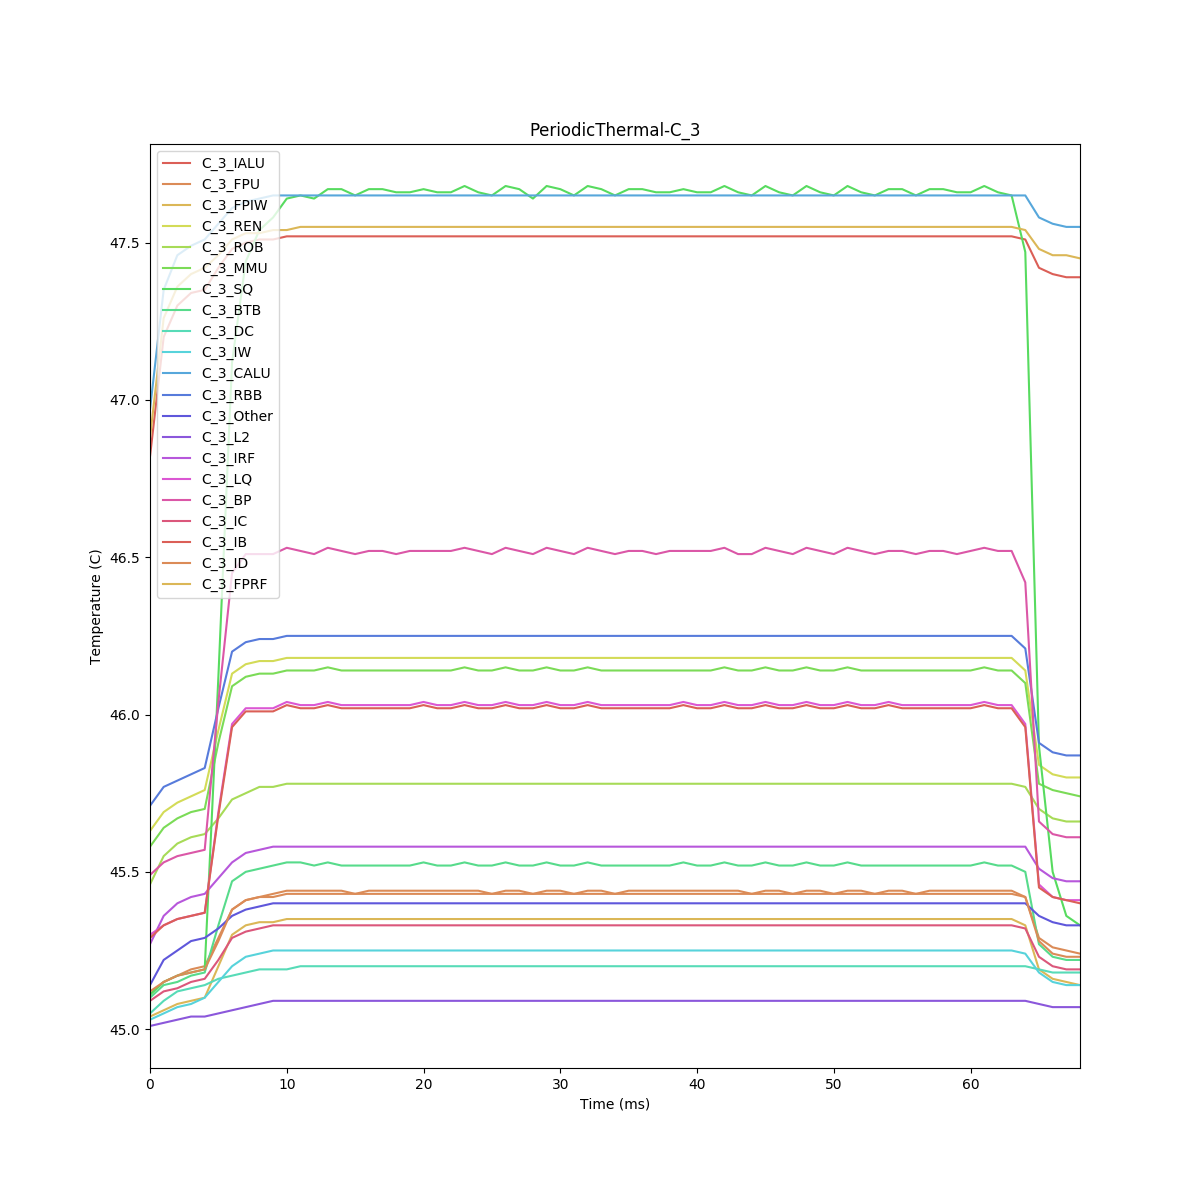 PeriodicThermal-C_3
C_3_IALU
C_3_FPU
C_3_FPIW
C_3_REN
C_3_ROB
C_3_MMU
C_3_SQ
C_3_BTB
C_3_DC
C_3_IW
C_3_CALU
C_3_RBB
C_3_Other
C_3_L2
C_3_IRF
C_3_LQ
C_3_BP
C_3_IC
C_3_IB
C_3_ID
C_3_FPRF
47.5
47.0
46.5
46.0
45.5
45.0
Temperature (C)
0 10 20 30 40 50 60
Time (ms)